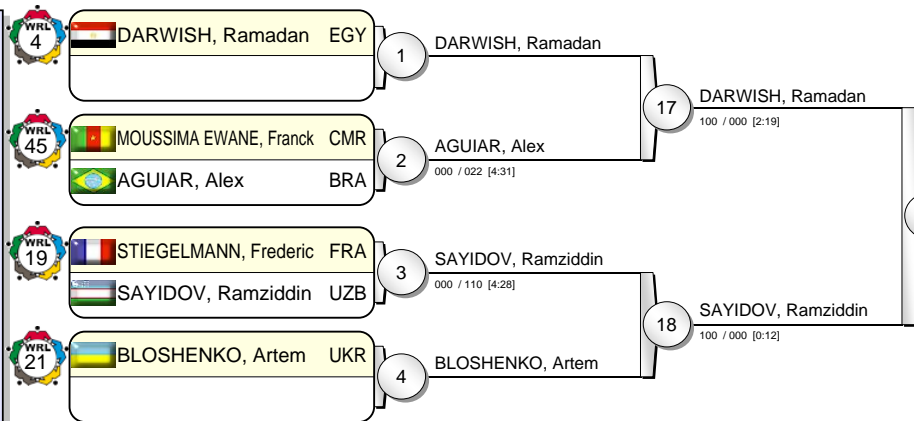 WRL
4
DARWISH, Ramadan EGY
1
DARWISH, Ramadan
WRL
45
MOUSSIMA EWANE, Franck CMR
AGUIAR, Alex BRA
2
AGUIAR, Alex
000 / 022 [4:31]
17
DARWISH, Ramadan
100 / 000 [2:19]
WRL
19
STIEGELMANN, Frederic FRA
SAYIDOV, Ramziddin UZB
3
SAYIDOV, Ramziddin
000 / 110 [4:28]
WRL
21
BLOSHENKO, Artem UKR
4
BLOSHENKO, Artem
18
SAYIDOV, Ramziddin
100 / 000 [0:12]